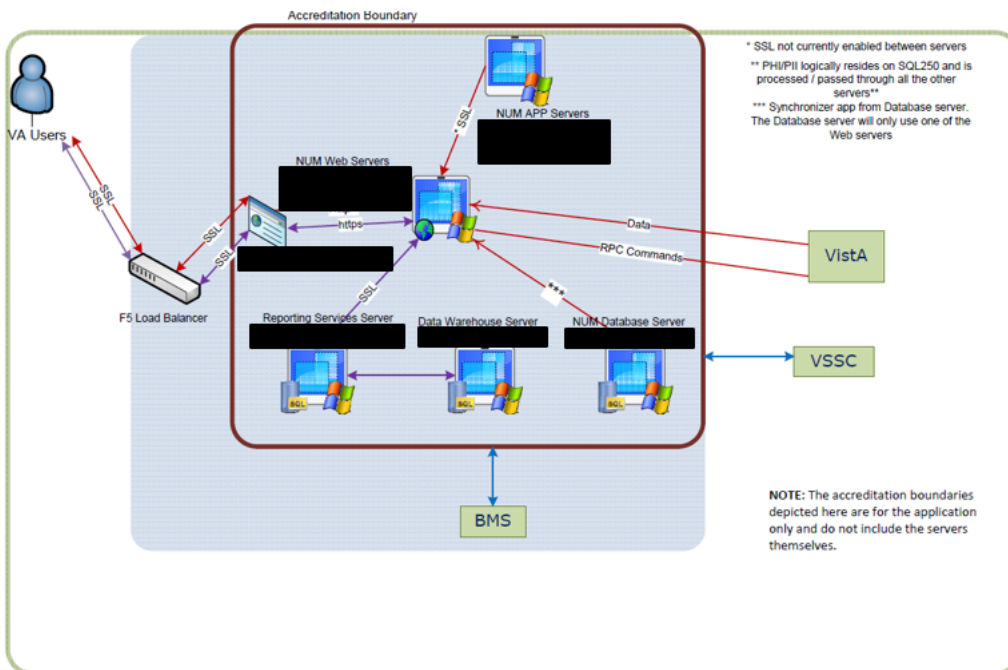 Accreditation Boundary
* SSL not currently enabled between servers
** PHI/PII logically resides on SQL250 and is
processed / passed through all the other
servers**
*** Synchronizer app from Database server.
The Database server will only use one of the
Web servers
VA Users
NUM APP Servers
* SSL
NUM Web Servers
SSL
SSL
SSL
SSL
https
Data
RPC Commands
VistA
SSL
***
F5 Load Balancer
Reporting Services Server
Data Warehouse Server
NUM Database Server
SQL
SQL
SQL
VSSC
BMS
NOTE: The accreditation boundaries
depicted here are for the application
only and do not include the servers
themselves.